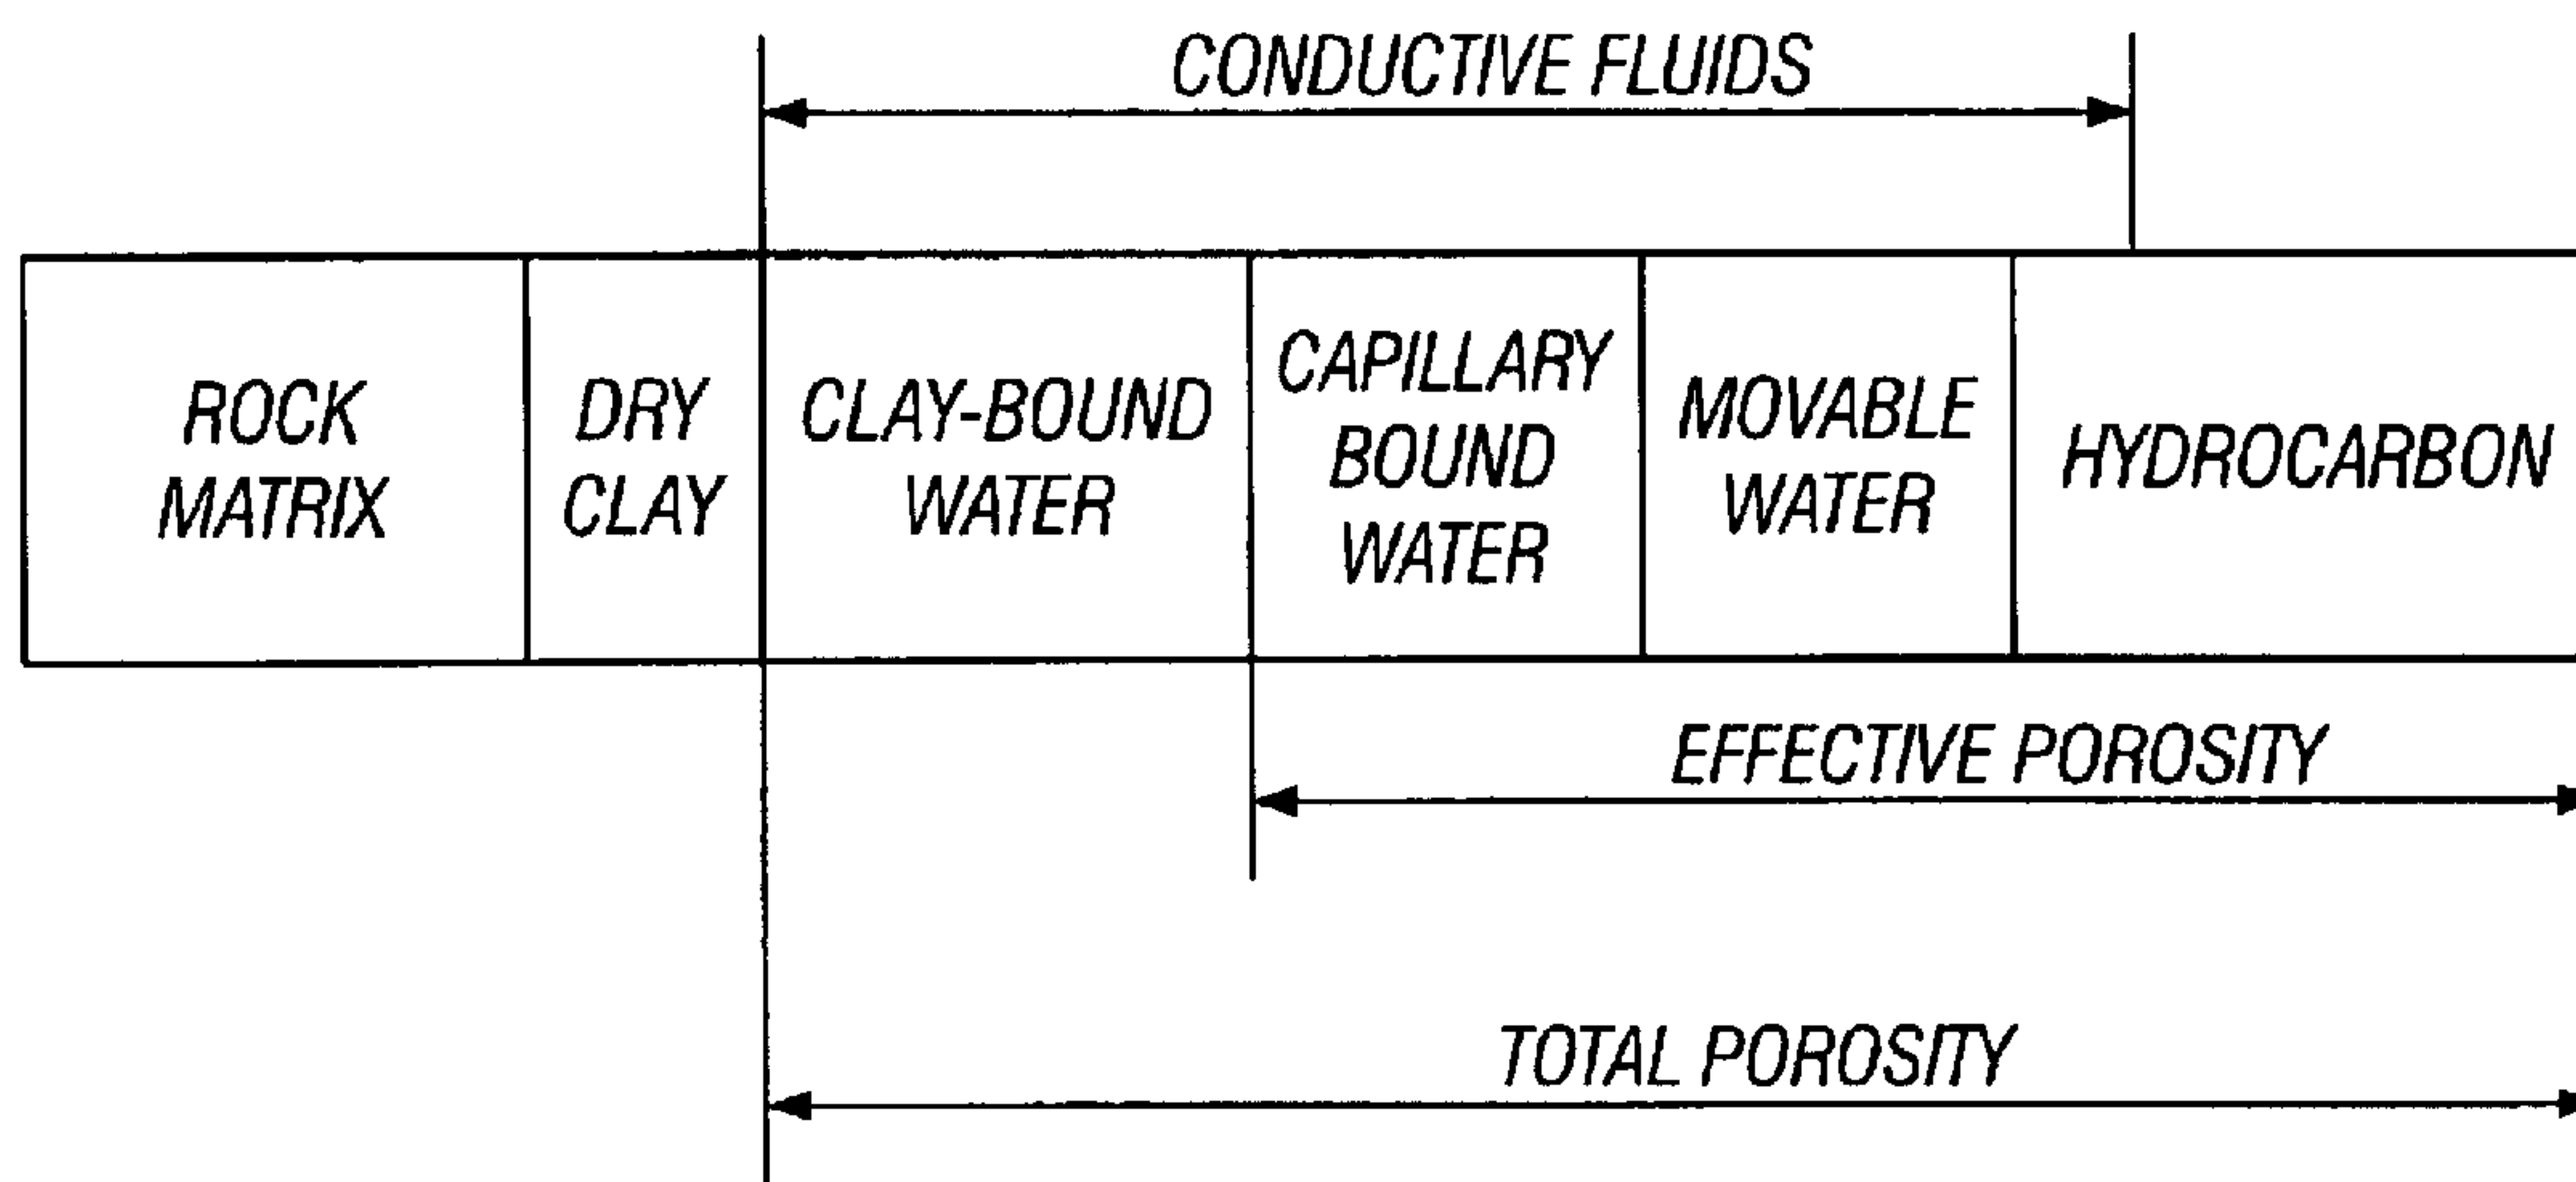 CONDUCTIVE FLUIDS
ROCK
MATRIX
DRY
CLAY
CLAY-BOUND
WATER
CAPILLARY
BOUND
WATER
MOVABLE
WATER
HYDROCARBON
EFFECTIVE POROSITY
TOTAL POROSITY